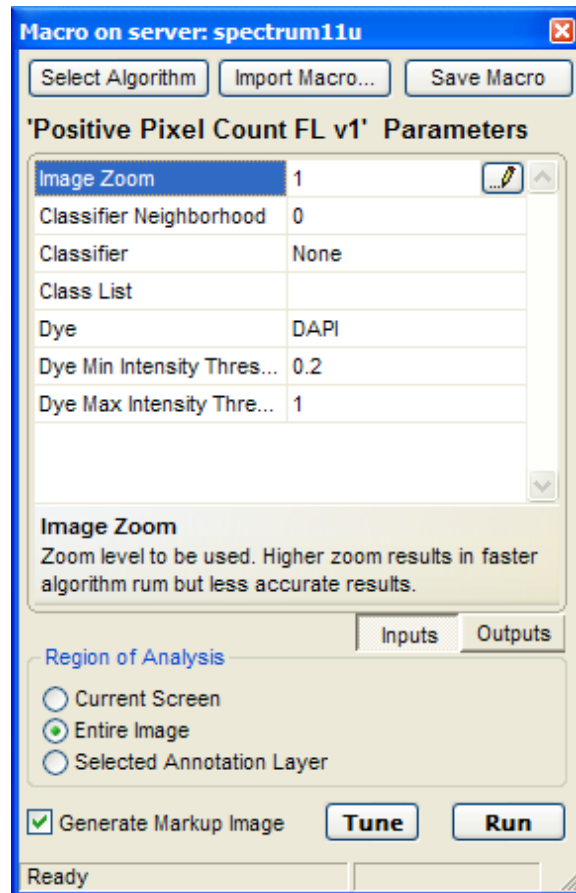 Macro on server: spectrum11u
Select Algorithm Import Macro... Save Macro
'Positive Pixel Count FL v1' Parameters
Image Zoom 1
Classifier Neighborhood 0
Classifier None
Class List
Dye DAPI
Dye Min Intensity Thres... 0.2
Dye Max Intensity Thre... 1
Image Zoom
Zoom level to be used. Higher zoom results in faster
algorithm rum but less accurate results.
Inputs Outputs
Region of Analysis
Current Screen
Entire Image
Selected Annotation Layer
Generate Markup Image Tune Run
Ready